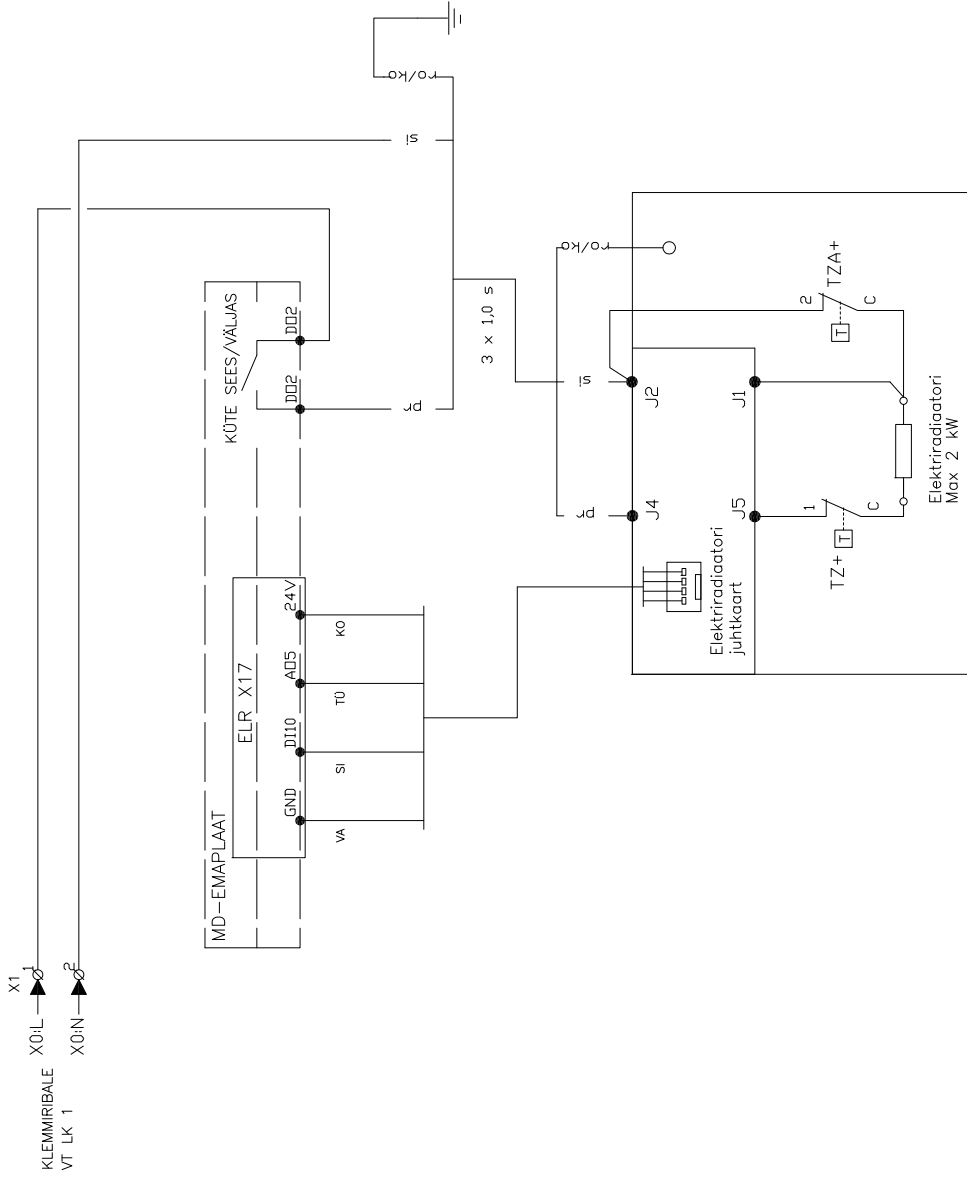 KLEMMIRIBALE
VT LK 1
X1
X0:L
1
X0:N
2
MD-EMAPLAAT
ELR X17
GND
DI10
AO5
24V
VA
SI
TÜ
KO
KÜTE SEES/VÄLJAS
DO2
DO2
pr
si
ro/ko
3 x 1,0 s
pr
si
ro/ko
J4
J2
J5
J1
Elektriradiaatori
juhtkaart
TZ+
T
1
C
TZA+
T
2
C
Elektriradiaatori
Max 2 kW